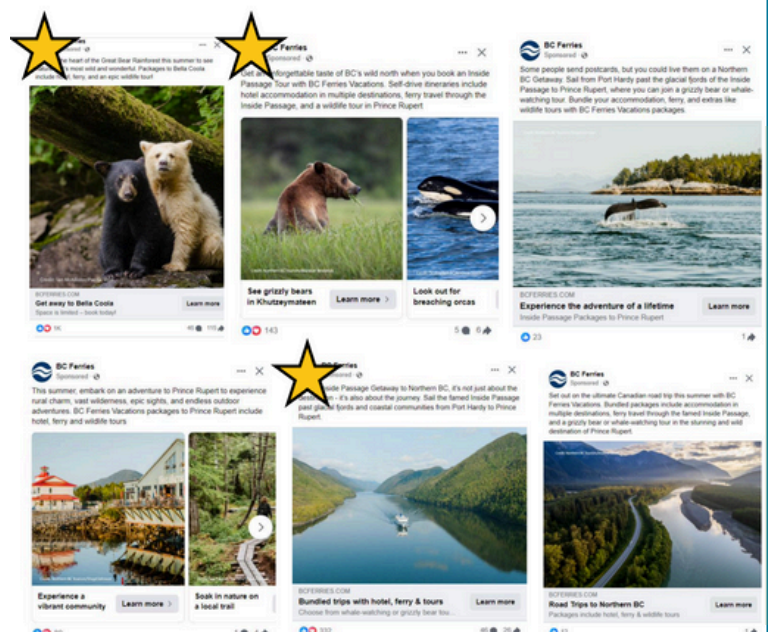 the heart of the Great Bear Rainforest this summer to see
most wild and wonderful. Packages to Bella Coola
include hotel, ferry, and an epic wildlife tour!
BCFERRIES.COM
Get away to Bella Coola
Space is limited – book today!
Learn more
1K
BC Ferries
Sponsored
Get an unforgettable taste of BC's wild north when you book an Inside
Passage Tour with BC Ferries Vacations. Self-drive itineraries include
hotel accommodation in multiple destinations, ferry travel through the
Inside Passage, and a wildlife tour in Prince Rupert
See grizzly bears
in Khutzeymateen
Learn more
Look out for
breaching orcas
143
5
6
BC Ferries
Sponsored
Some people send postcards, but you could live them on a Northern
BC Getaway. Sail from Port Hardy past the glacial fjords of the Inside
Passage to Prince Rupert, where you can join a grizzly bear or whale-
watching tour. Bundle your accommodation, ferry, and extras like
wildlife tours with BC Ferries Vacations packages.
BCFERRIES.COM
Experience the adventure of a lifetime
Inside Passage Packages to Prince Rupert
Learn more
23
1
BC Ferries
Sponsored
This summer, embark on an adventure to Prince Rupert to experience
rural charm, vast wilderness, epic sights, and endless outdoor
adventures. BC Ferries Vacations packages to Prince Rupert include
hotel, ferry and wildlife tours
Experience a
vibrant community
Learn more
Soak in nature on
a local trail
Inside Passage Getaway to Northern BC, it's not just about the
destination - it's also about the journey. Sail the famed Inside Passage
past glacial fjords and coastal communities from Port Hardy to Prince
Rupert.
BCFERRIES.COM
Bundled trips with hotel, ferry & tours
Choose from whale-watching or grizzly bear tou...
Learn more
BC Ferries
Sponsored
Set out on the ultimate Canadian road trip this summer with BC
Ferries Vacations. Bundled packages include accommodation in
multiple destinations, ferry travel through the famed Inside Passage,
and a grizzly bear or whale-watching tour in the stunning and wild
destination of Prince Rupert.
BCFERRIES.COM
Road Trips to Northern BC
Packages include hotel, ferry & wildlife tours
Learn more